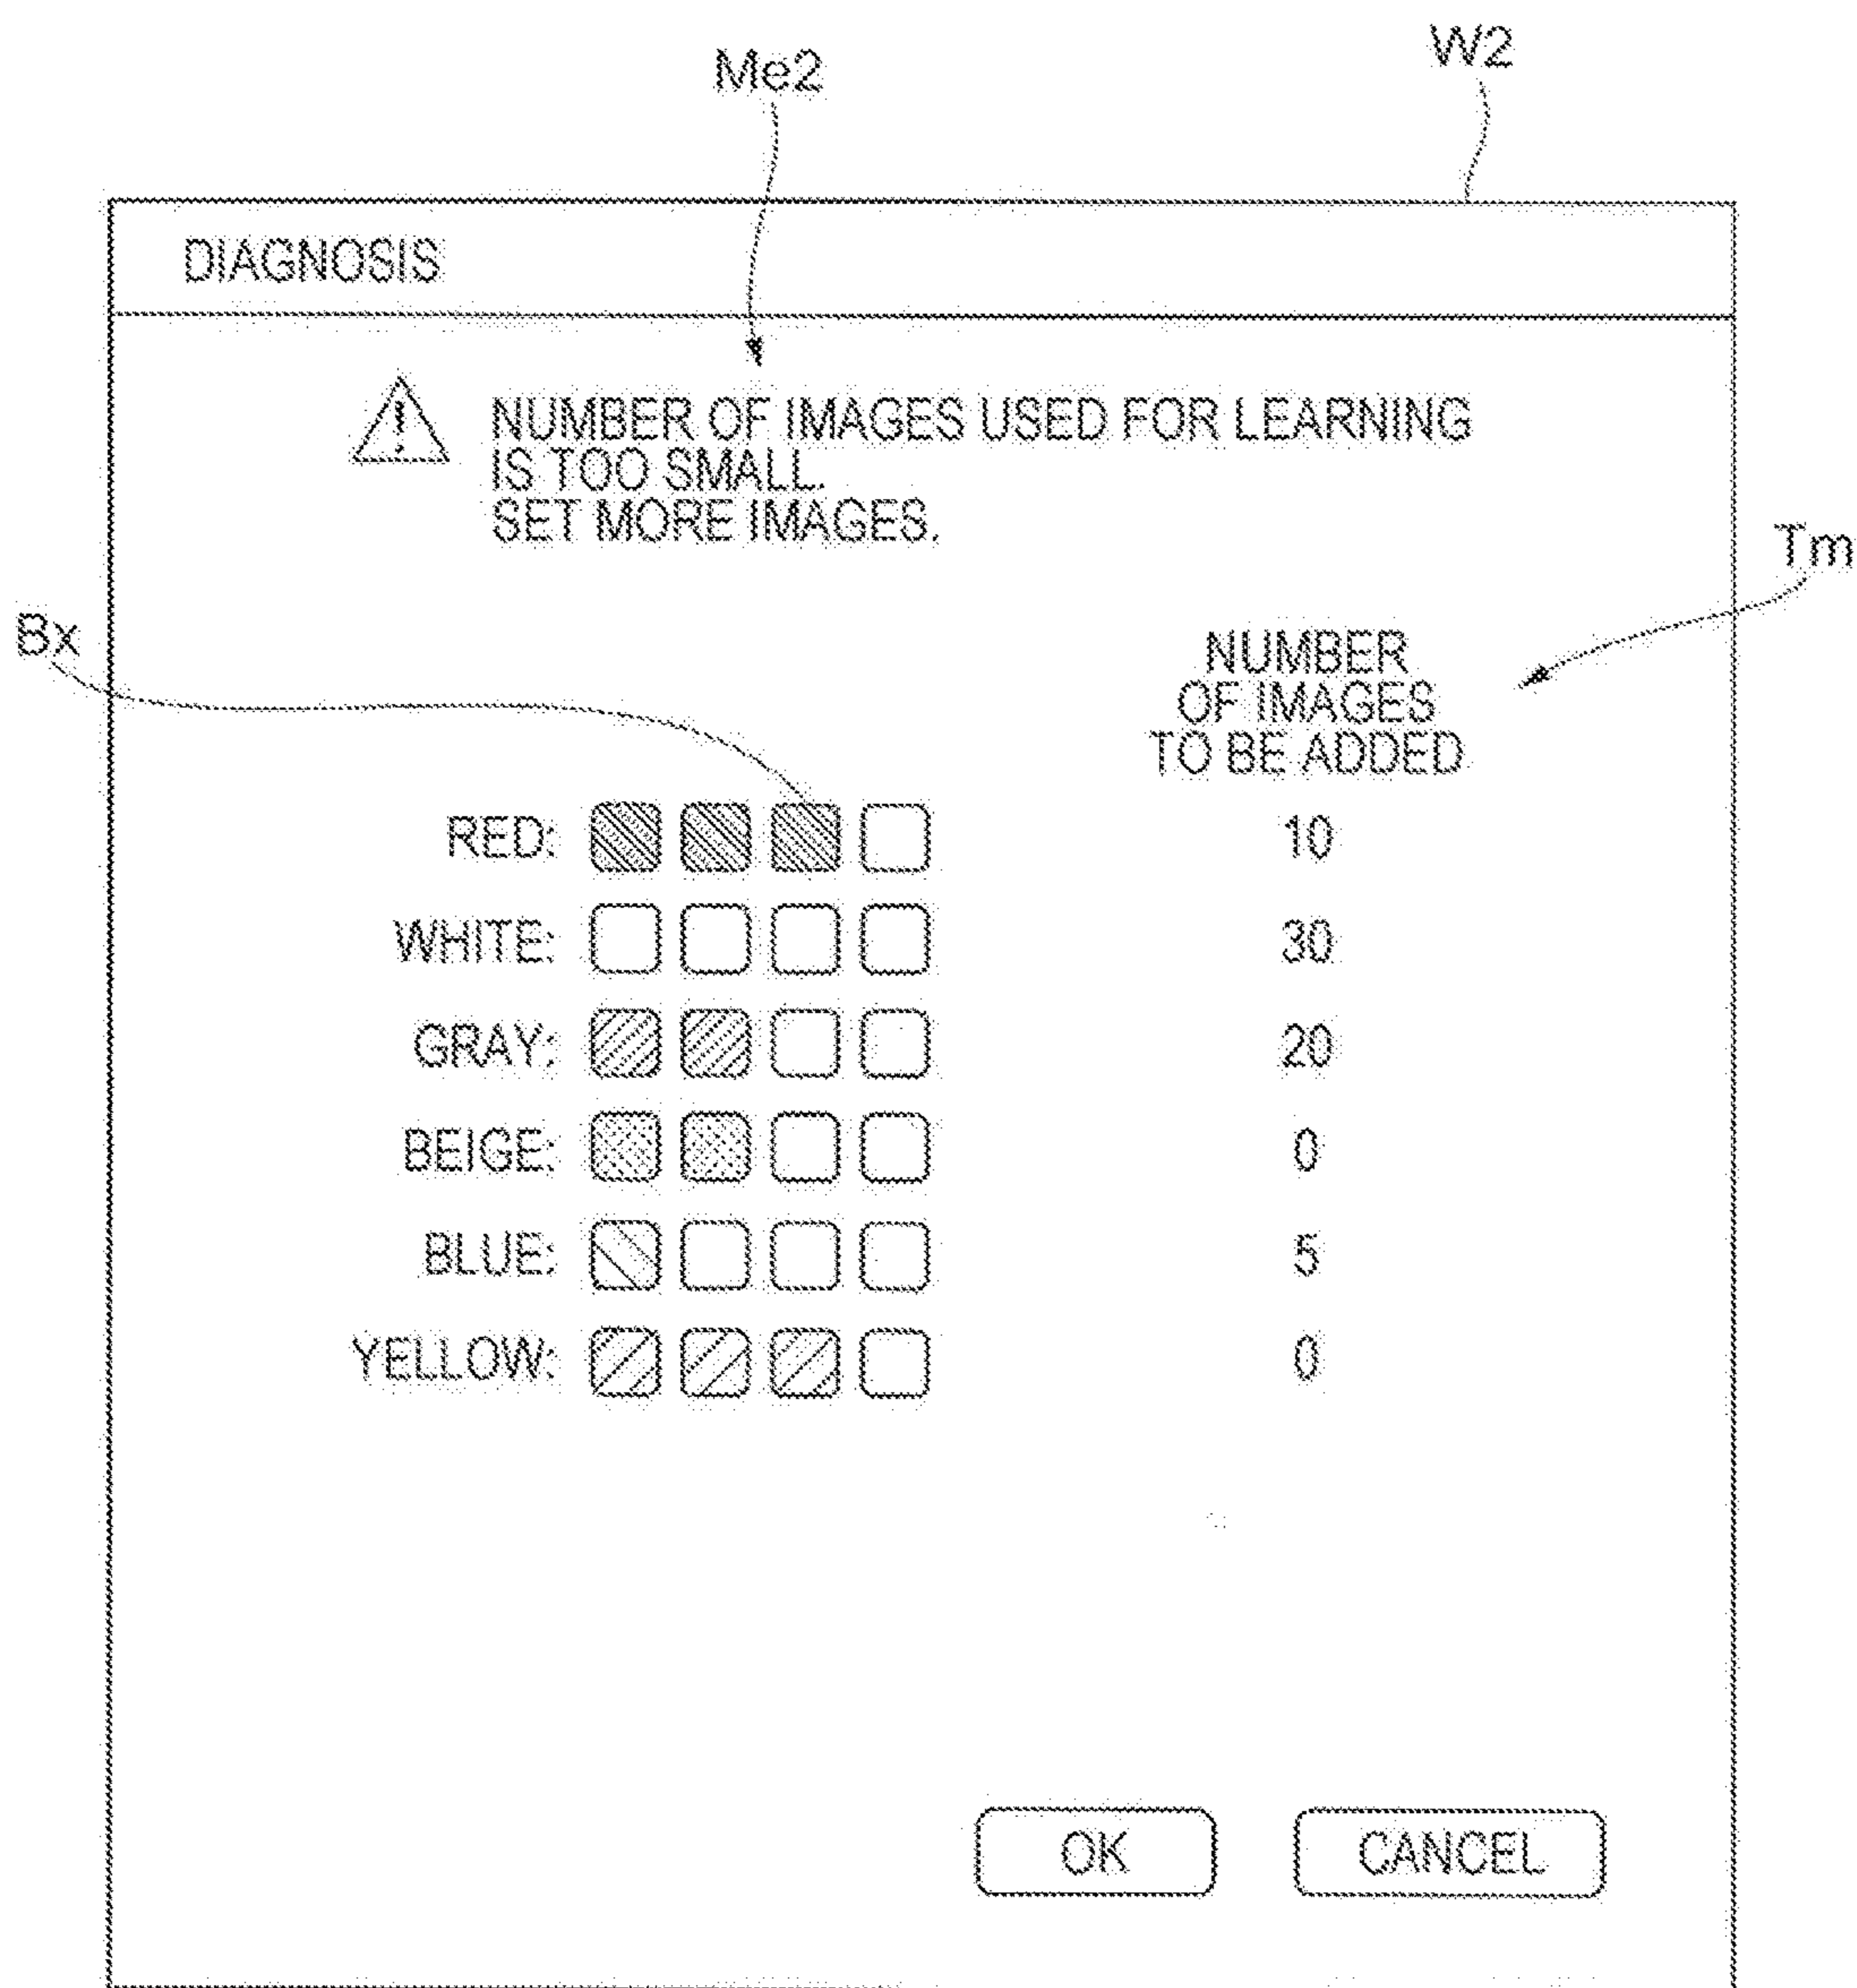 Me2
W2
DIAGNOSIS
NUMBER OF IMAGES USED FOR LEARNING
IS TOO SMALL.
SET MORE IMAGES.
Tm
Bx
NUMBER
OF IMAGES
TO BE ADDED
RED: 10
WHITE: 30
GRAY: 20
BEIGE: 0
BLUE: 5
YELLOW: 0
OK CANCEL